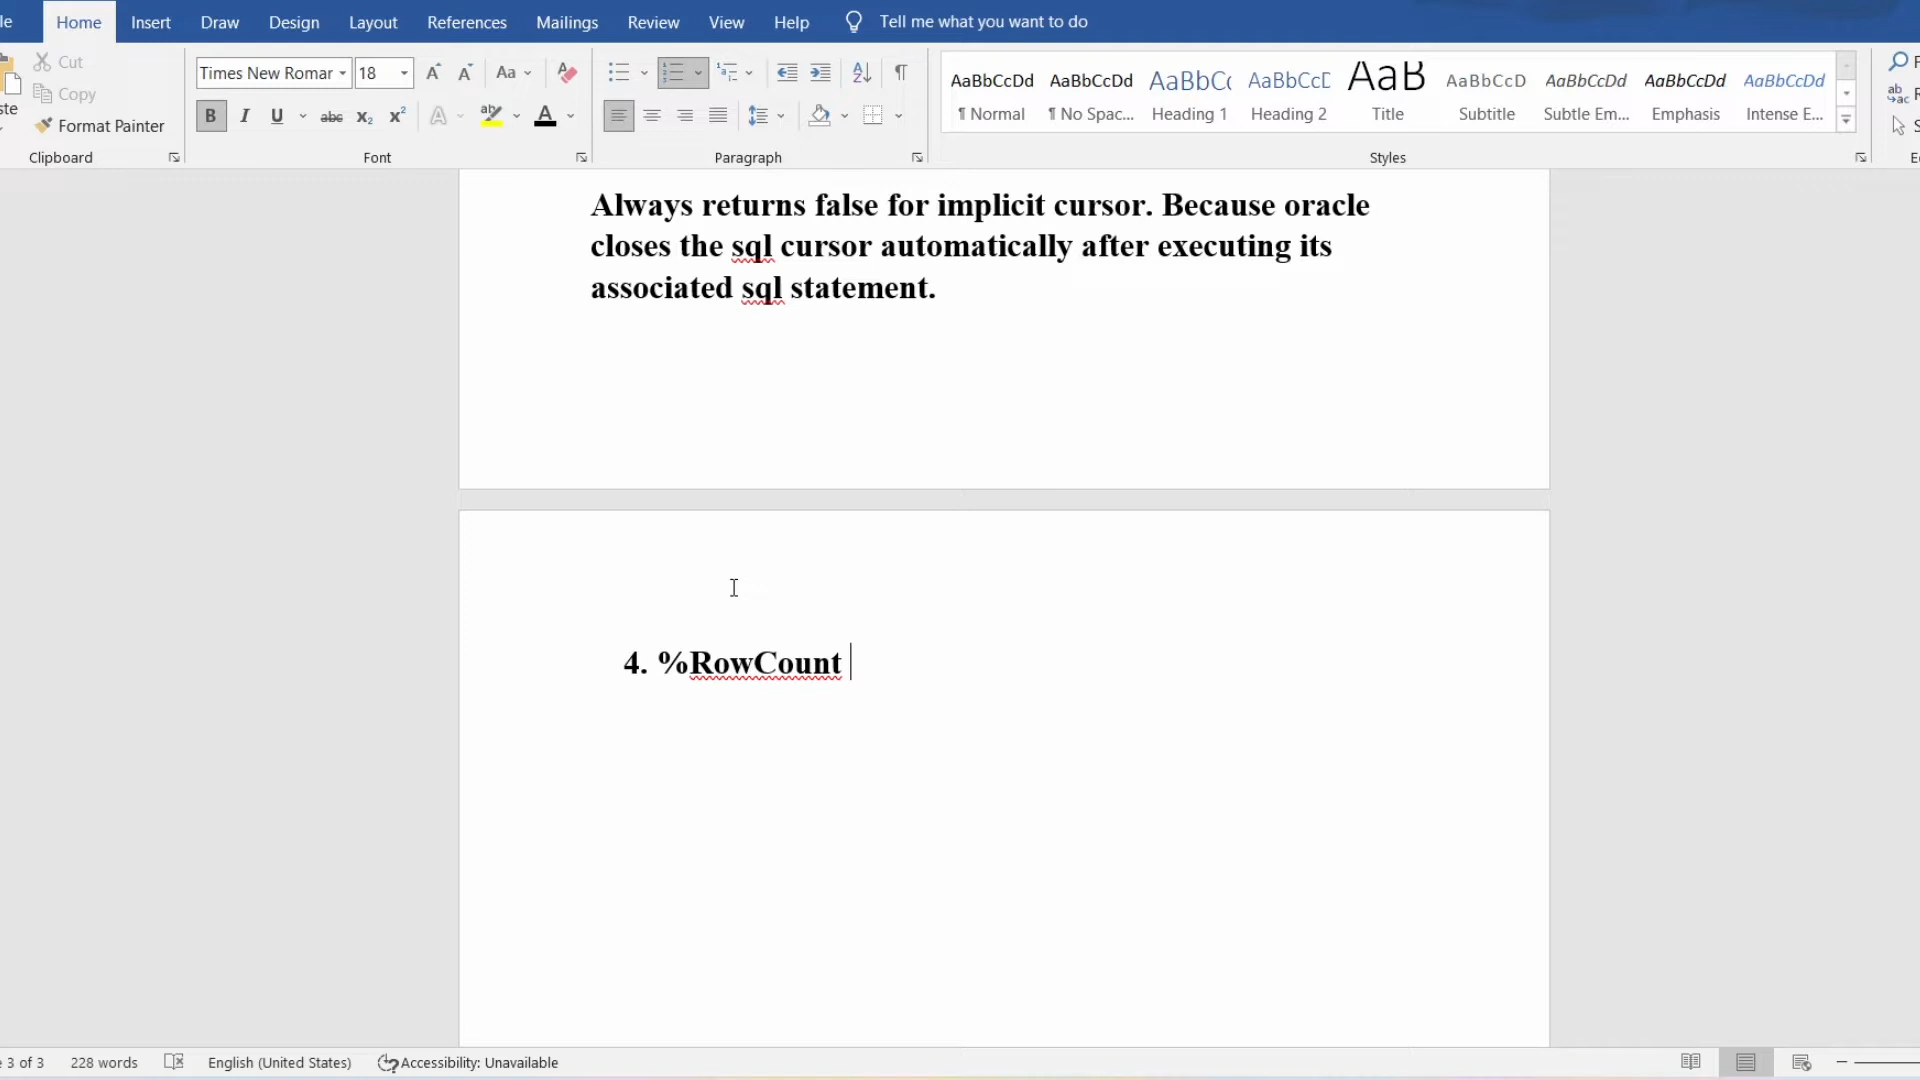 le Home Insert Draw Design Layout References Mailings Review View Help Tell me what you want to do
Cut
Copy
ste
Format Painter
Clipboard
Times New Romar 18
Aa
Font
Paragraph
AaBbCcDd AaBbCcDd AaBbC AaBbCcD AaB AaBbCcD AaBbCcDd AaBbCcDd AaBbCcDd
¶ Normal ¶ No Spac... Heading 1 Heading 2 Title Subtitle Subtle Em... Emphasis Intense E...
Styles
Always returns false for implicit cursor. Because oracle
closes the sql cursor automatically after executing its
associated sql statement.
4. %RowCount
3 of 3 228 words English (United States) Accessibility: Unavailable